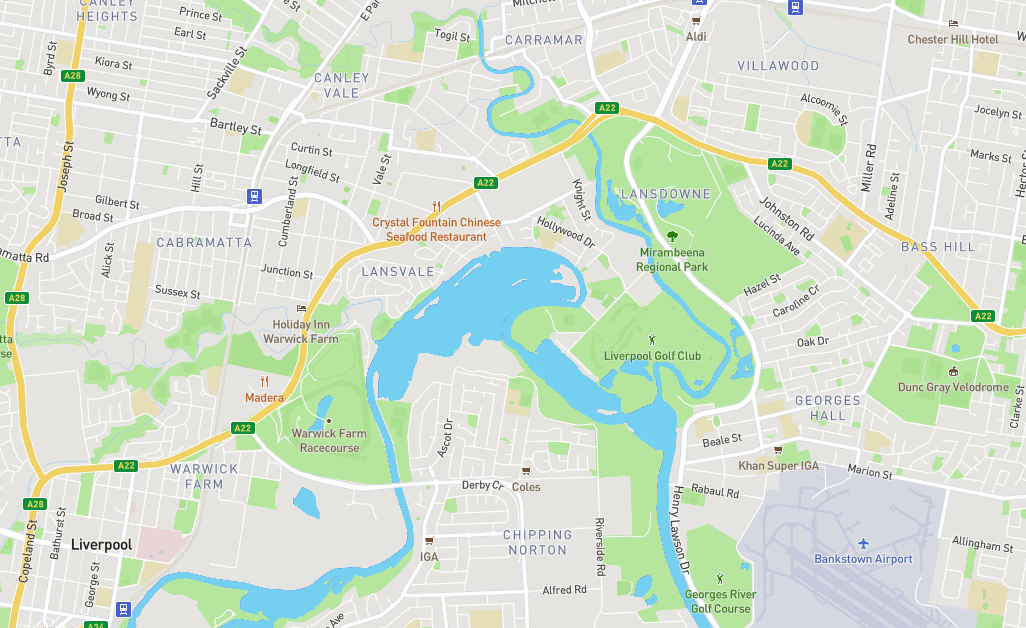 CANLEY
HEIGHTS
Prince St
Earl St
Togil St
CARRAMAR
Aldi
Chester Hill Hotel
Byrd St
A28
Kiora St
Sackville St
CANLEY
VALE
VILLAWOOD
Wyong St
A22
Alcoomie St
Jocelyn St
Bartley St
Curtin St
Vale St
Longfield St
A22
Miller Rd
Marks St
Joseph St
Hill St
A22
Knight St
LANSDOWNE
Adeline St
Gilbert St
Broad St
Cumberland St
Crystal Fountain Chinese
Seafood Restaurant
Hollywood Dr
Johnston Rd
Lucinda Ave
CABRAMATTA
Alick St
Mirambeena
Regional Park
BASS HILL
Junction St
LANSVALE
Sussex St
Hazel St
Caroline Cr
A28
Holiday Inn
Warwick Farm
A22
Oak Dr
Liverpool Golf Club
Madera
Dunc Gray Velodrome
Clarke St
GEORGES
HALL
A22
Warwick Farm
Racecourse
Ascot Dr
Beale St
A22
WARWICK
FARM
Khan Super IGA
Marion St
Derby Cr
Coles
Rabaul Rd
A28
Copeland St
Bathurst St
Liverpool
CHIPPING
NORTON
Riverside Rd
Henry Lawson Dr
Allingham St
IGA
Bankstown Airport
George St
Alfred Rd
Georges River
Golf Course